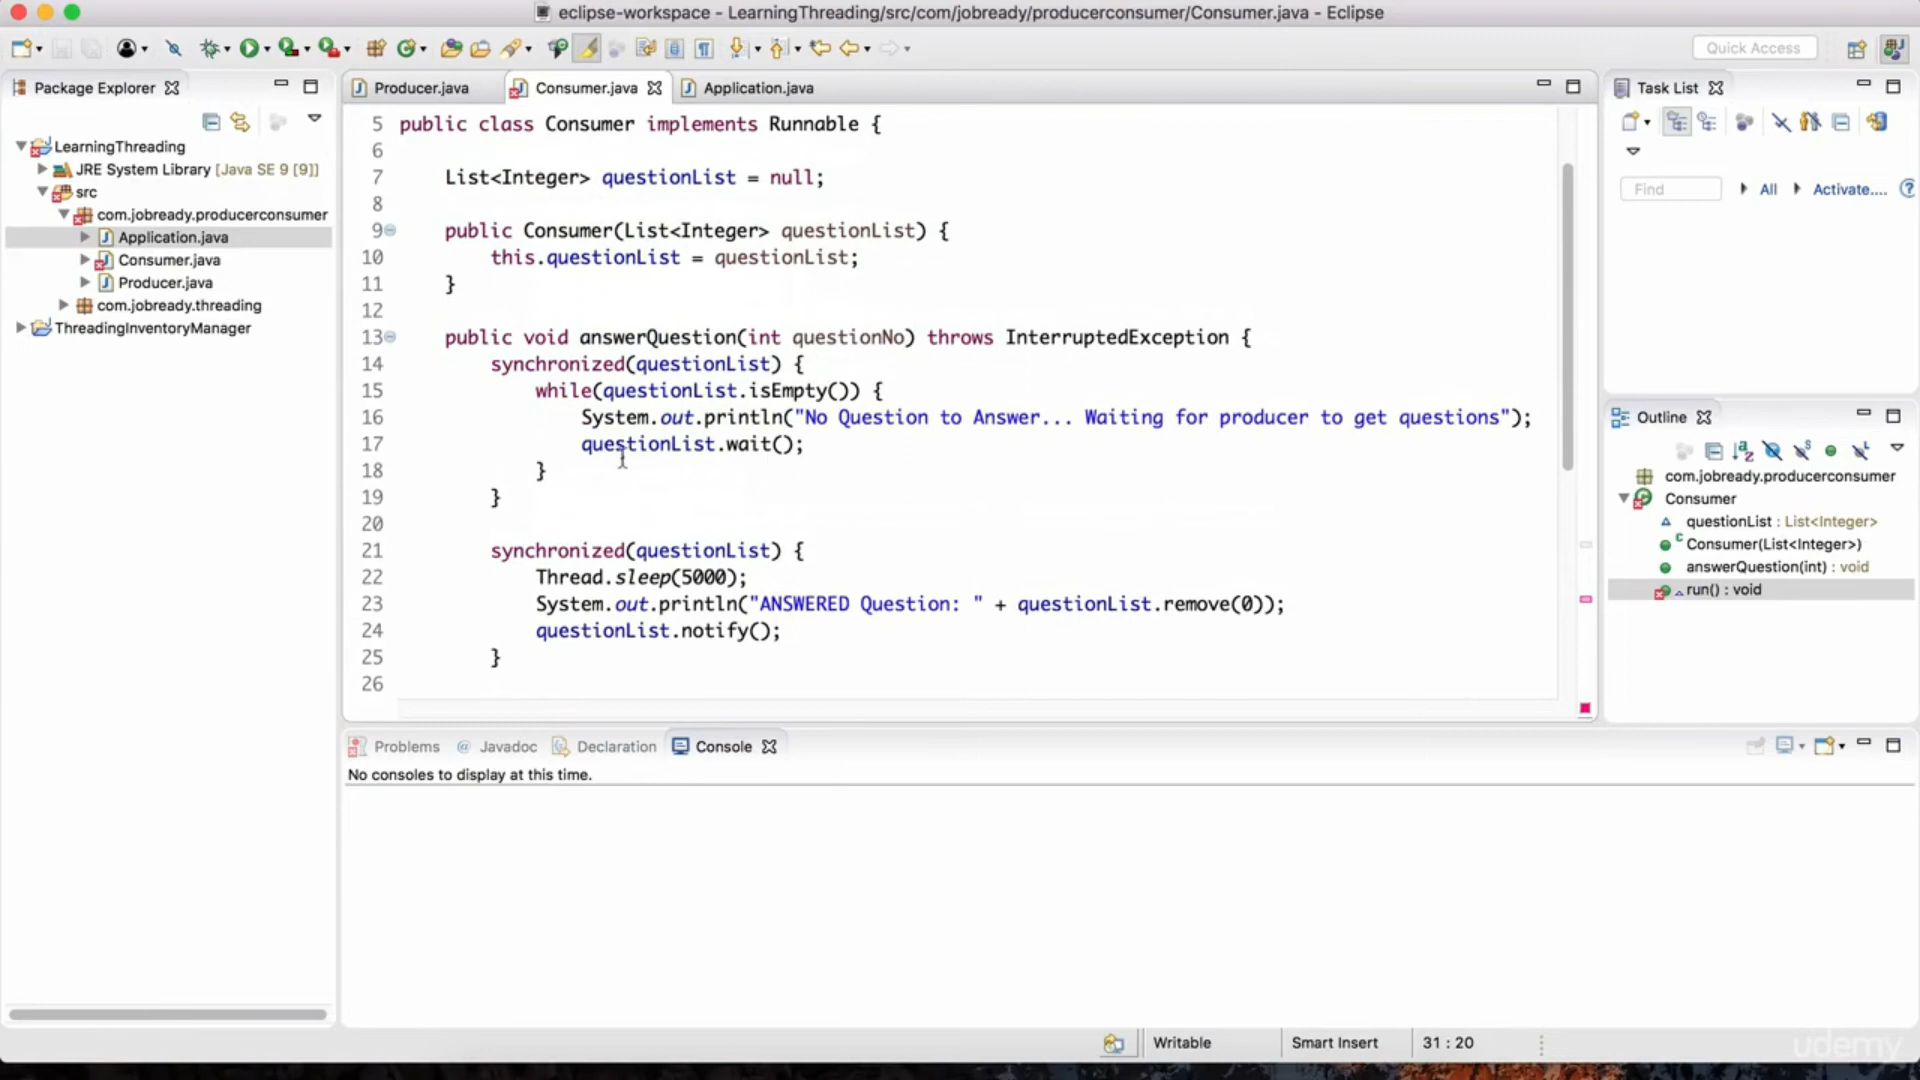 eclipse-workspace - LearningThreading/src/com/jobready/producerconsumer/Consumer.java - Eclipse
Quick Access
Package Explorer
LearningThreading
JRE System Library [Java SE 9 [9]]
src
com.jobready.producerconsumer
Application.java
Consumer.java
Producer.java
com.jobready.threading
ThreadingInventoryManager
Producer.java
Consumer.java
Application.java
5 public class Consumer implements Runnable {
6
7 List<Integer> questionList = null;
8
9 public Consumer(List<Integer> questionList) {
10 this.questionList = questionList;
11 }
12
13 public void answerQuestion(int questionNo) throws InterruptedException {
14 synchronized(questionList) {
15 while(questionList.isEmpty()) {
16 System.out.println("No Question to Answer... Waiting for producer to get questions");
17 questionList.wait();
18 }
19 }
20
21 synchronized(questionList) {
22 Thread.sleep(5000);
23 System.out.println("ANSWERED Question: " + questionList.remove(0));
24 questionList.notify();
25 }
26
Task List
Find
All
Activate....
Outline
com.jobready.producerconsumer
Consumer
questionList : List<Integer>
Consumer(List<Integer>)
answerQuestion(int) : void
run() : void
Problems
Javadoc
Declaration
Console
No consoles to display at this time.
Writable
Smart Insert
31 : 20
udemy